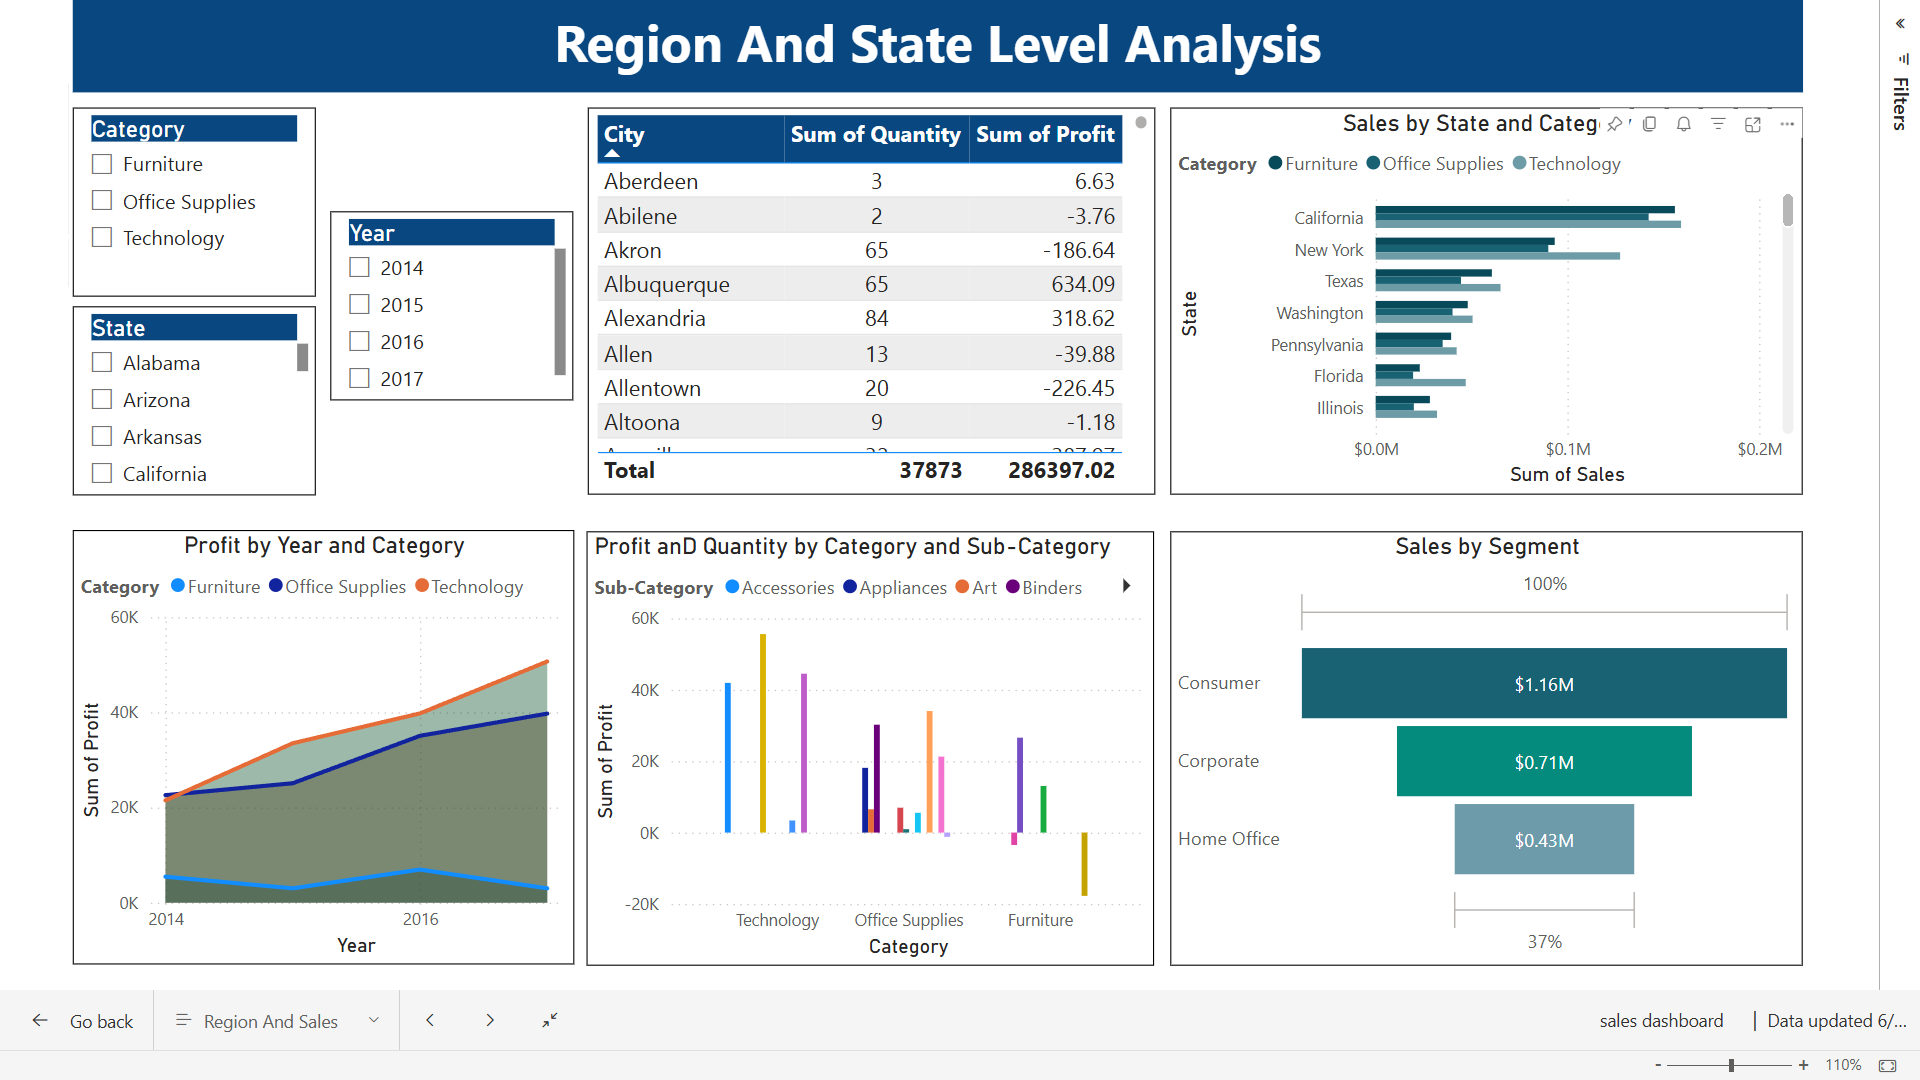 Region And State Level Analysis
Filters
Category
Furniture
Office Supplies
Technology
State
Alabama
Arizona
Arkansas
California
Year
2014
2015
2016
2017
City Sum of Quantity Sum of Profit
Aberdeen 3 6.63
Abilene 2 -3.76
Akron 65 -186.64
Albuquerque 65 634.09
Alexandria 84 318.62
Allen 13 -39.88
Allentown 20 -226.45
Altoona 9 -1.18
Total 37873 286397.02
Sales by State and Categ
Category Furniture Office Supplies Technology
State
California
New York
Texas
Washington
Pennsylvania
Florida
Illinois
$0.0M $0.1M $0.2M
Sum of Sales
Profit by Year and Category
Category Furniture Office Supplies Technology
Sum of Profit
60K
40K
20K
0K
2014 2016
Year
Profit anD Quantity by Category and Sub-Category
Sub-Category Accessories Appliances Art Binders
Sum of Profit
60K
40K
20K
0K
-20K
Technology Office Supplies Furniture
Category
Sales by Segment
100%
Consumer $1.16M
Corporate $0.71M
Home Office $0.43M
37%
Go back Region And Sales sales dashboard | Data updated 6/...
- + 110%